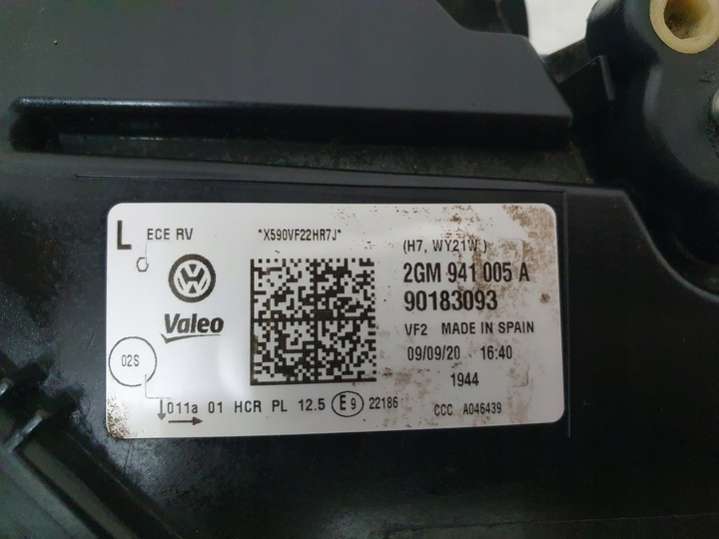 L ECE RV
*X590VF22HR7J*
(H7, WY21W )
2GM 941 005 A
Valeo
90183093
VF2 MADE IN SPAIN
02S
09/09/20 - 16:40
1944
011a 01 HCR PL 12.5 E9 22186
CCC A046439